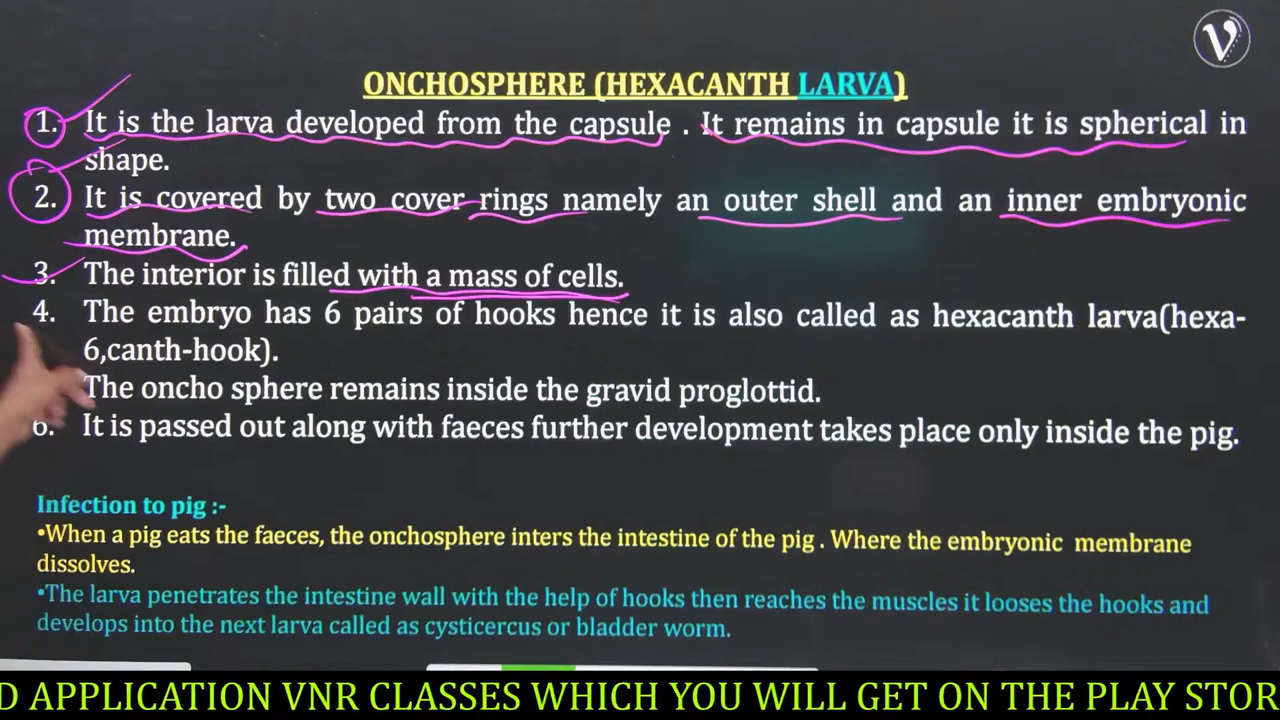 V
ONCHOSPHERE (HEXACANTH LARVA)
1. It is the larva developed from the capsule . It remains in capsule it is spherical in
shape.
2. It is covered by two cover rings namely an outer shell and an inner embryonic
membrane.
3. The interior is filled with a mass of cells.
4. The embryo has 6 pairs of hooks hence it is also called as hexacanth larva(hexa-
6,canth-hook).
The oncho sphere remains inside the gravid proglottid.
6. It is passed out along with faeces further development takes place only inside the pig.
Infection to pig :-
•When a pig eats the faeces, the onchosphere inters the intestine of the pig . Where the embryonic membrane
dissolves.
•The larva penetrates the intestine wall with the help of hooks then reaches the muscles it looses the hooks and
develops into the next larva called as cysticercus or bladder worm.
D APPLICATION VNR CLASSES WHICH YOU WILL GET ON THE PLAY STOR